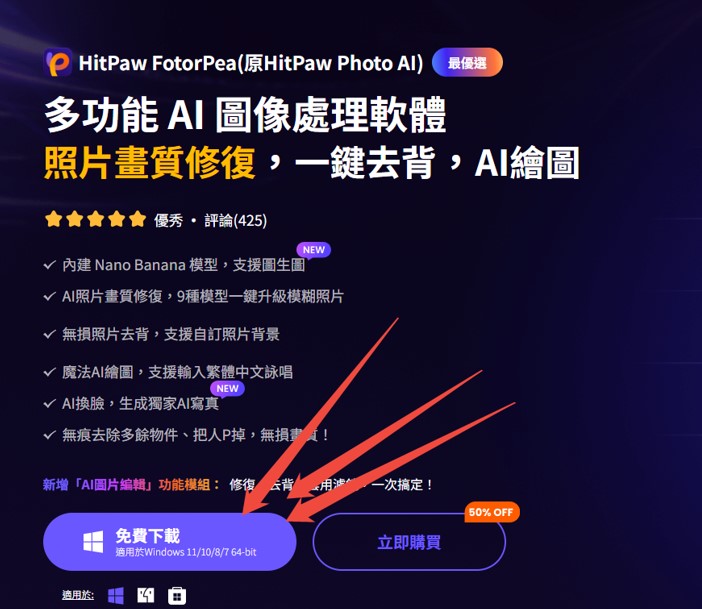 HitPaw FotorPea(原HitPaw Photo AI) 最優選
多功能 AI 圖像處理軟體
照片畫質修復，一鍵去背，AI繪圖
優秀 • 評論(425)
NEW
內建 Nano Banana 模型，支援圖生圖
AI照片畫質修復，9種模型一鍵升級模糊照片
無損照片去背，支援自訂照片背景
魔法AI繪圖，支援輸入繁體中文詠唱
NEW
AI換臉，生成獨家AI寫真
無痕去除多餘物件、把人P掉，無損畫質！
新增「AI圖片編輯」功能模組： 修復、去背、套用濾鏡，一次搞定！
50% OFF
免費下載
適用於Windows 11/10/8/7 64-bit
立即購買
適用於: